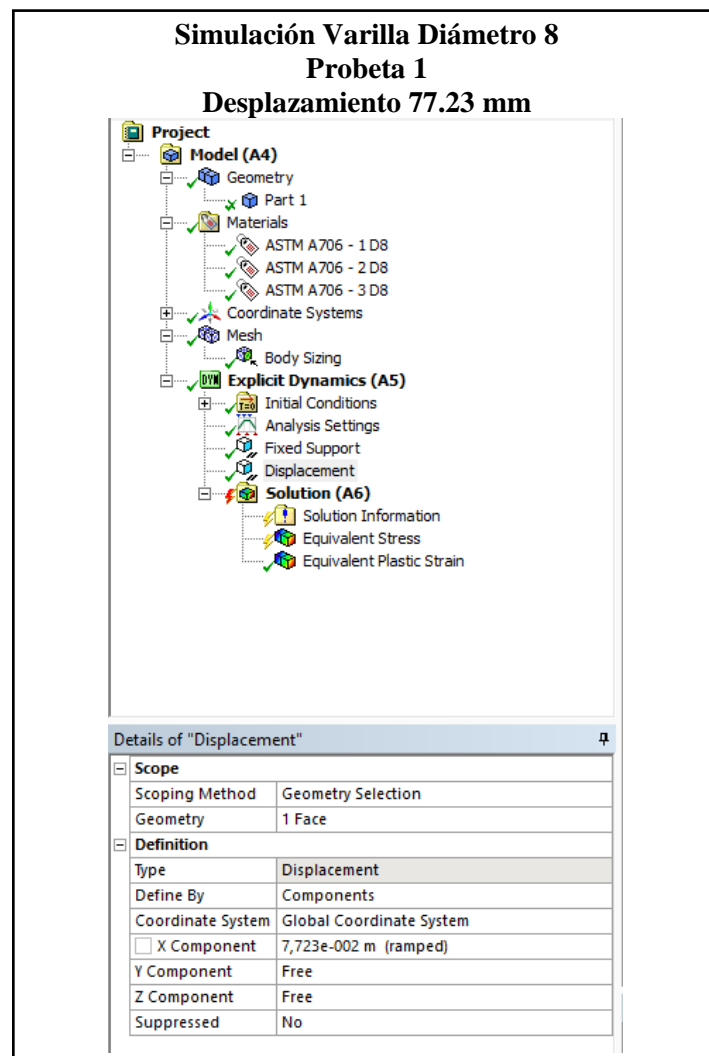 Simulación Varilla Diámetro 8
Probeta 1
Desplazamiento 77.23 mm
Project
Model (A4)
Geometry
Part 1
Materials
ASTM A706 - 1 D8
ASTM A706 - 2 D8
ASTM A706 - 3 D8
Coordinate Systems
Mesh
Body Sizing
DYN Explicit Dynamics (A5)
T=0 Initial Conditions
Analysis Settings
Fixed Support
Displacement
Solution (A6)
Solution Information
Equivalent Stress
Equivalent Plastic Strain
Details of "Displacement"
Scope
Scoping Method Geometry Selection
Geometry 1 Face
Definition
Type Displacement
Define By Components
Coordinate System Global Coordinate System
X Component 7,723e-002 m (ramped)
Y Component Free
Z Component Free
Suppressed No